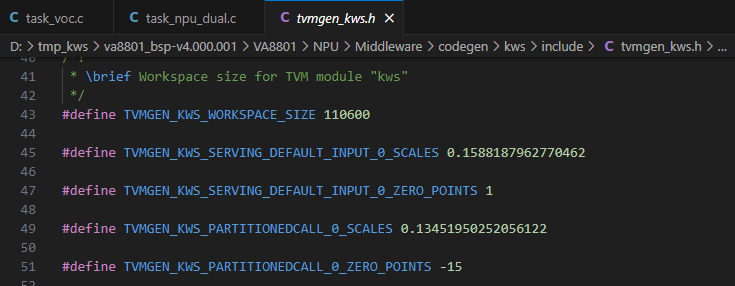 C task_voc.c C task_npu_dual.c C tvmgen_kws.h ×
D: > tmp_kws > va8801_bsp-v4.000.001 > VA8801 > NPU > Middleware > codegen > kws > include > C tvmgen_kws.h > ...
40 /*!
41 * \brief Workspace size for TVM module "kws"
42 */
43 #define TVMGEN_KWS_WORKSPACE_SIZE 110600
44
45 #define TVMGEN_KWS_SERVING_DEFAULT_INPUT_0_SCALES 0.1588187962770462
46
47 #define TVMGEN_KWS_SERVING_DEFAULT_INPUT_0_ZERO_POINTS 1
48
49 #define TVMGEN_KWS_PARTITIONEDCALL_0_SCALES 0.13451950252056122
50
51 #define TVMGEN_KWS_PARTITIONEDCALL_0_ZERO_POINTS -15
52